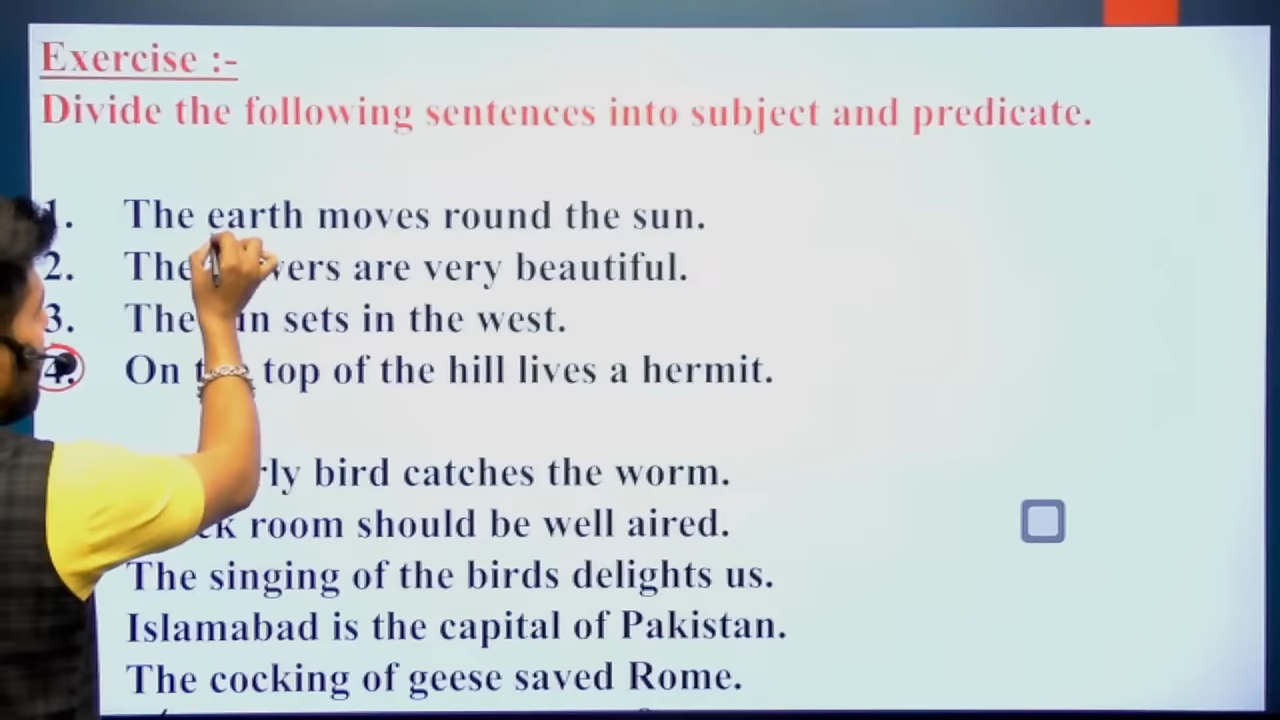 Exercise :-
Divide the following sentences into subject and predicate.
1. The earth moves round the sun.
2. The are very beautiful.
3. The sets in the west.
4. On top of the hill lives a hermit.
bird catches the worm.
room should be well aired.
The singing of the birds delights us.
Islamabad is the capital of Pakistan.
The cocking of geese saved Rome.